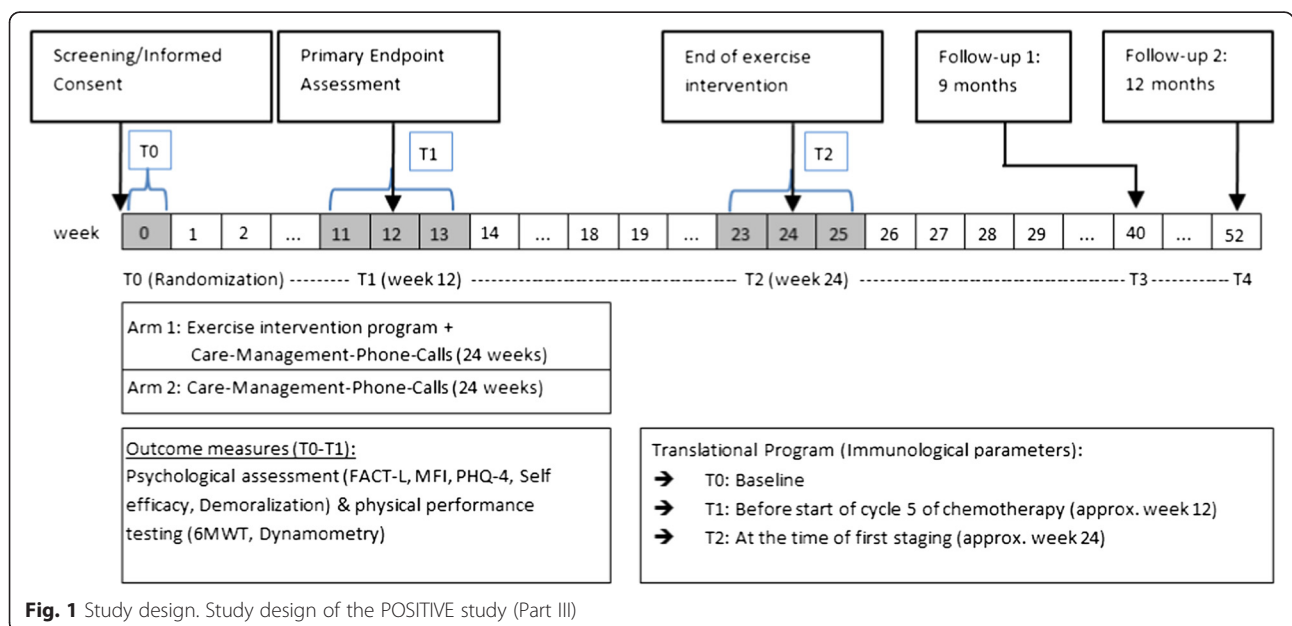 Screening/Informed
Consent
Primary Endpoint
Assessment
End of exercise
intervention
Follow-up 1:
9 months
Follow-up 2:
12 months
T0
T1
T2
week 0 1 2 ... 11 12 13 14 ... 18 19 ... 23 24 25 26 27 28 29 ... 40 ... 52
T0 (Randomization) -------- T1 (week 12) ----------------------------------- T2 (week 24) ----------------------------------- T3 ---------- T4
Arm 1: Exercise intervention program +
Care-Management-Phone-Calls (24 weeks)
Arm 2: Care-Management-Phone-Calls (24 weeks)
Outcome measures (T0-T1):
Psychological assessment (FACT-L, MFI, PHQ-4, Self
efficacy, Demoralization) & physical performance
testing (6MWT, Dynamometry)
Translational Program (Immunological parameters):
➔ T0: Baseline
➔ T1: Before start of cycle 5 of chemotherapy (approx. week 12)
➔ T2: At the time of first staging (approx. week 24)
Fig. 1 Study design. Study design of the POSITIVE study (Part III)